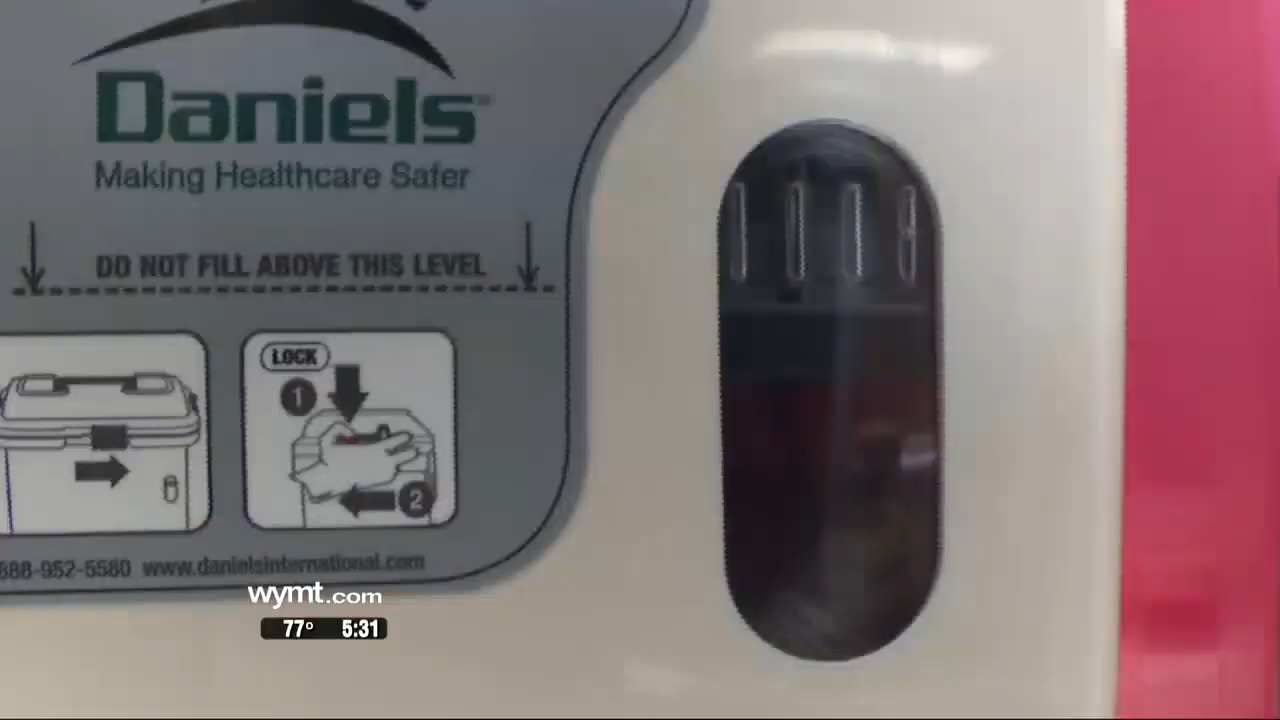 Daniels™
Making Healthcare Safer
DO NOT FILL ABOVE THIS LEVEL
LOCK
1
2
888-952-5580 www.danielsinternational.com
wymt.com
77° 5:31